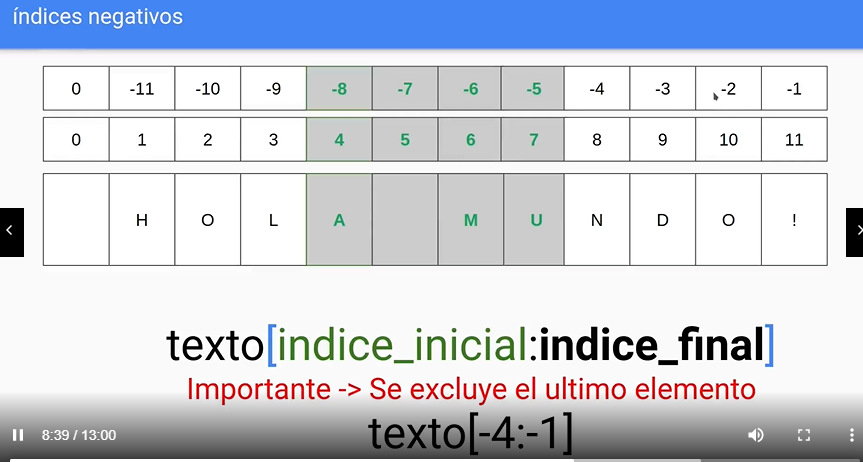 índices negativos
0 -11 -10 -9 -8 -7 -6 -5 -4 -3 -2 -1
0 1 2 3 4 5 6 7 8 9 10 11
H O L A M U N D O !
texto[indice_inicial:indice_final]
Importante -> Se excluye el ultimo elemento
texto[-4:-1]
8:39 / 13:00